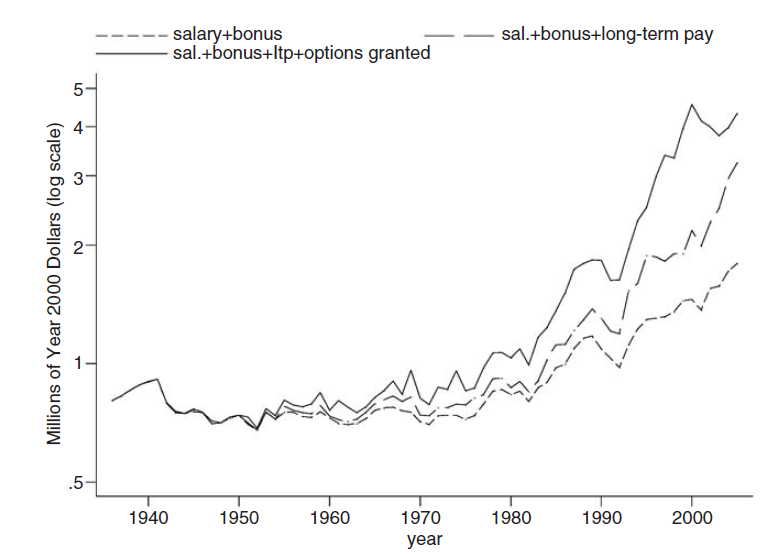 salary+bonus
sal.+bonus+long-term pay
sal.+bonus+ltp+options granted
Millions of Year 2000 Dollars (log scale)
5
4
3
2
1
.5
1940 1950 1960 1970 1980 1990 2000
year